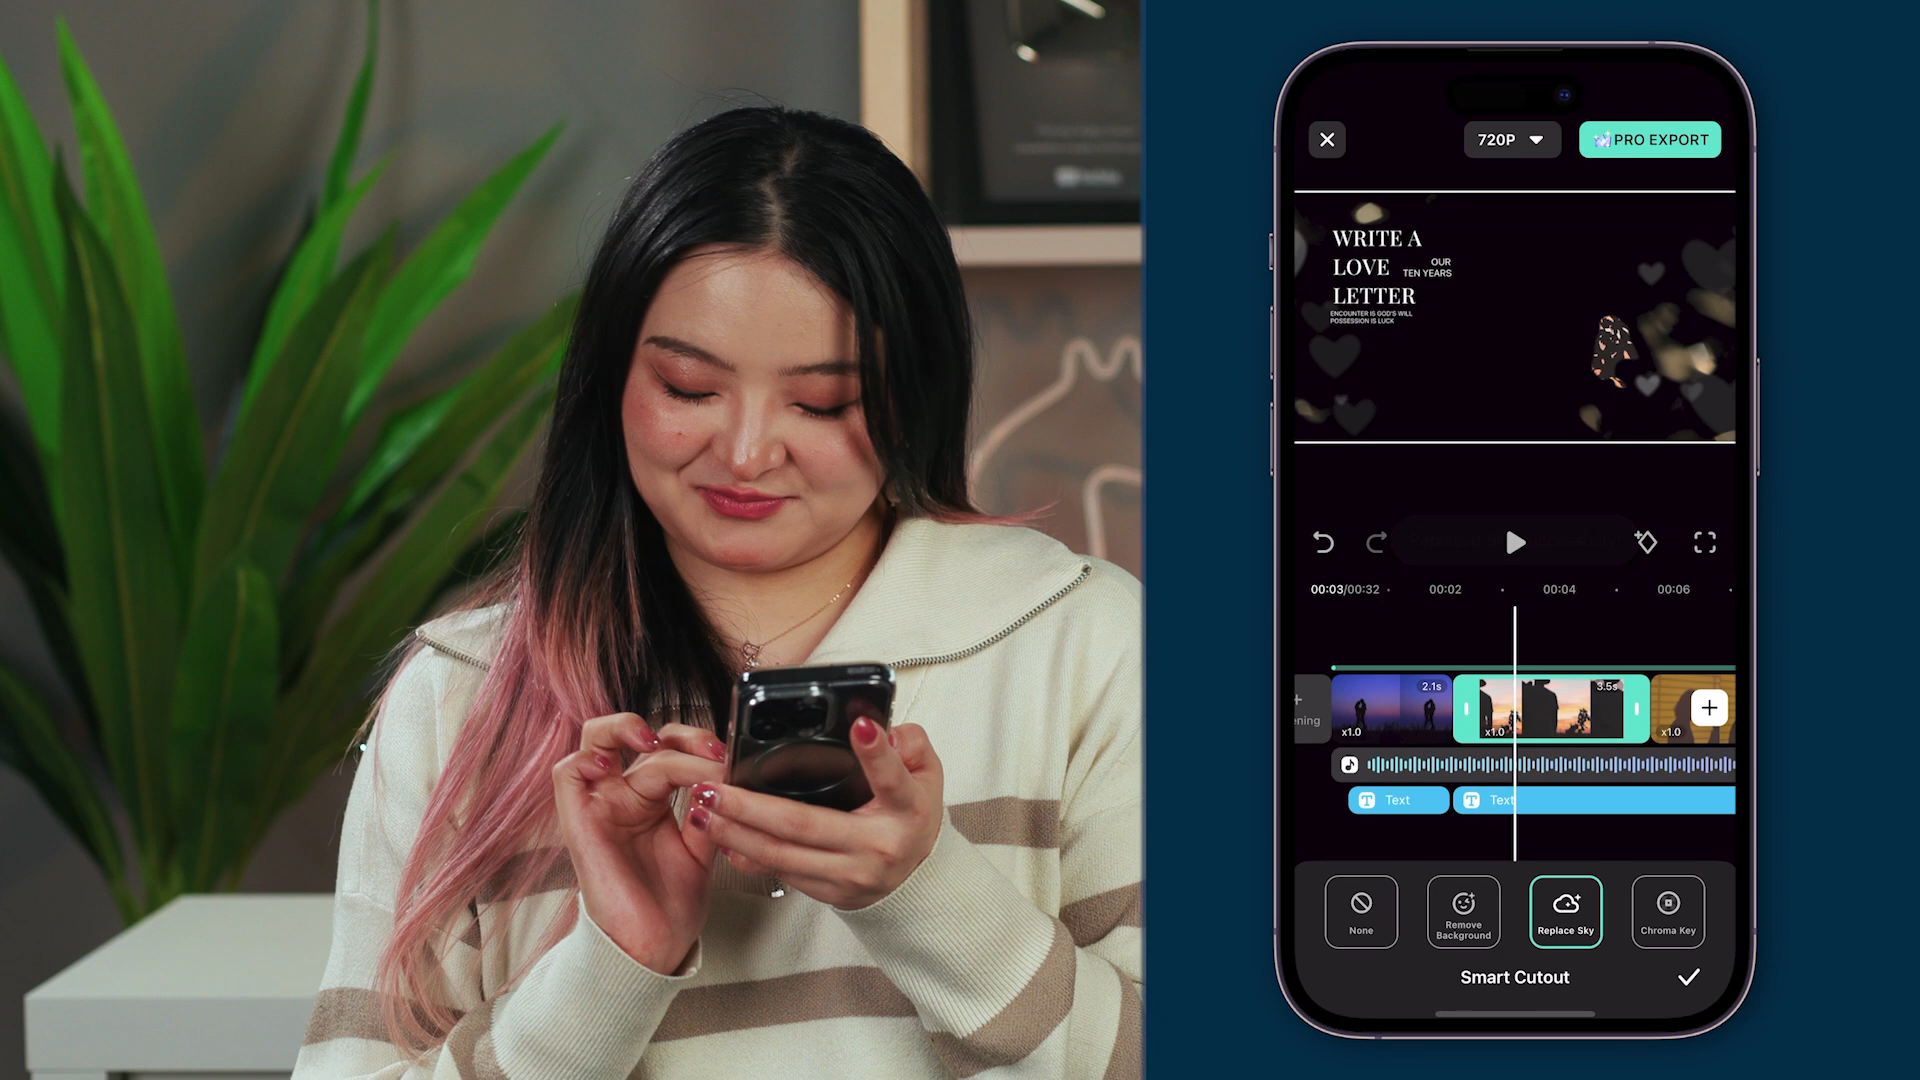 720P
PRO EXPORT
WRITE A
LOVE
LETTER
OUR
TEN YEARS
ENCOUNTER IS GOD'S WILL
POSSESSION IS LUCK
00:03/00:32
00:02
00:04
00:06
ening
2.1s
x1.0
3.5s
x1.0
x1.0
Text
Text
None
Remove
Background
Replace Sky
Chroma Key
Smart Cutout